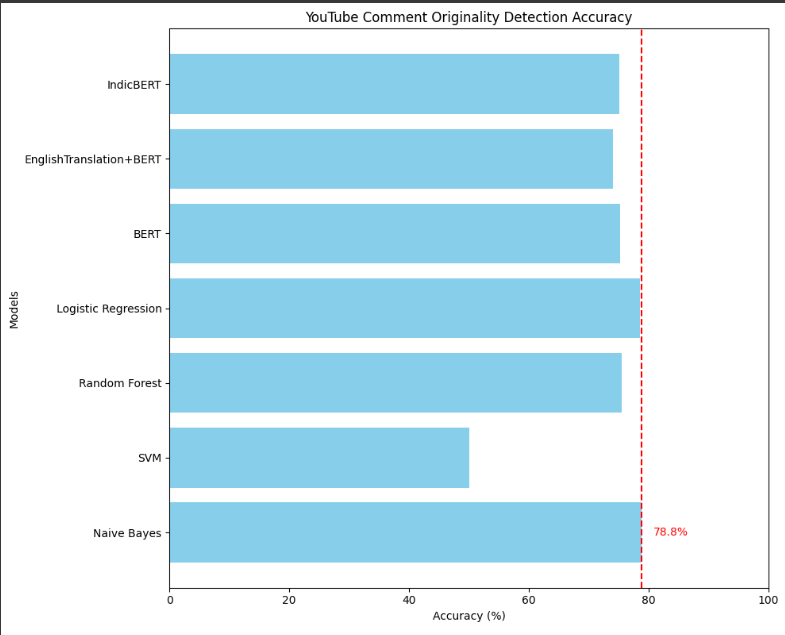 YouTube Comment Originality Detection Accuracy
Models
IndicBERT
EnglishTranslation+BERT
BERT
Logistic Regression
Random Forest
SVM
Naive Bayes
78.8%
0 20 40 60 80 100
Accuracy (%)